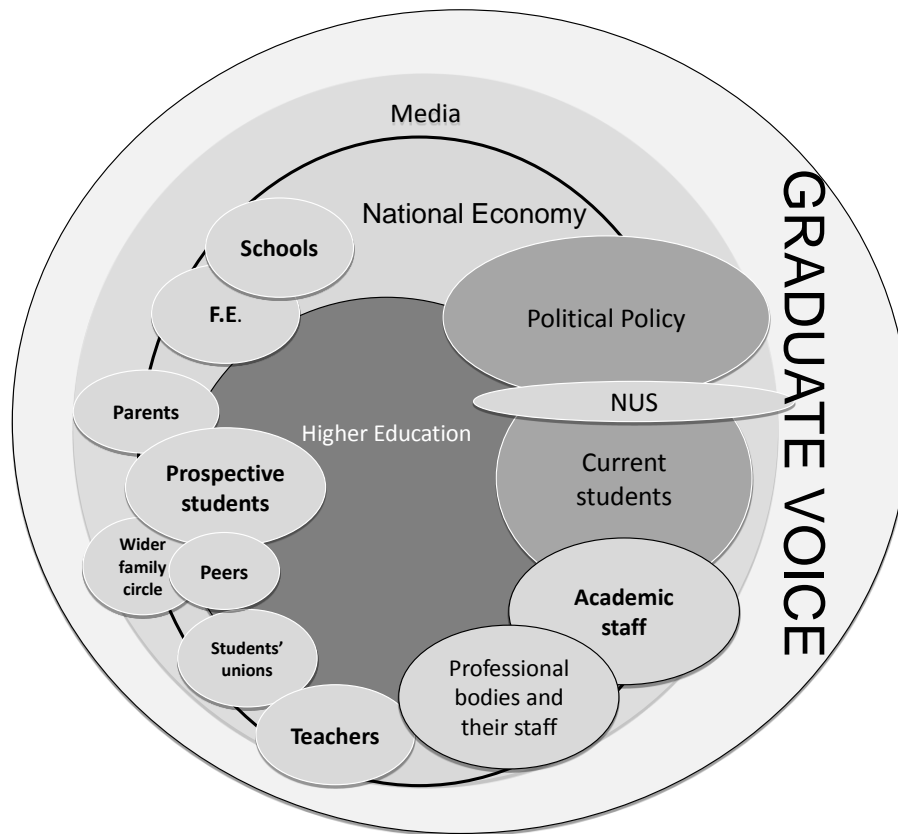 Media
National Economy
Schools
F.E.
Political Policy
NUS
Parents
Higher Education
Current
students
Prospective
students
Wider
family
circle
Peers
Academic
staff
Students’
unions
Professional
bodies and
their staff
Teachers
GRADUATE VOICE